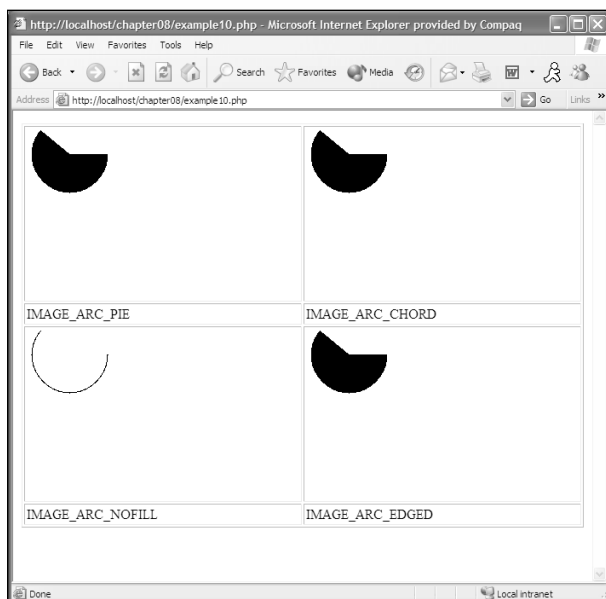 http://localhost/chapter08/example10.php - Microsoft Internet Explorer provided by Compaq
File Edit View Favorites Tools Help
Back Search Favorites Media
Address http://localhost/chapter08/example10.php Go Links »
IMAGE_ARC_PIE IMAGE_ARC_CHORD
IMAGE_ARC_NOFILL IMAGE_ARC_EDGED
Done Local intranet